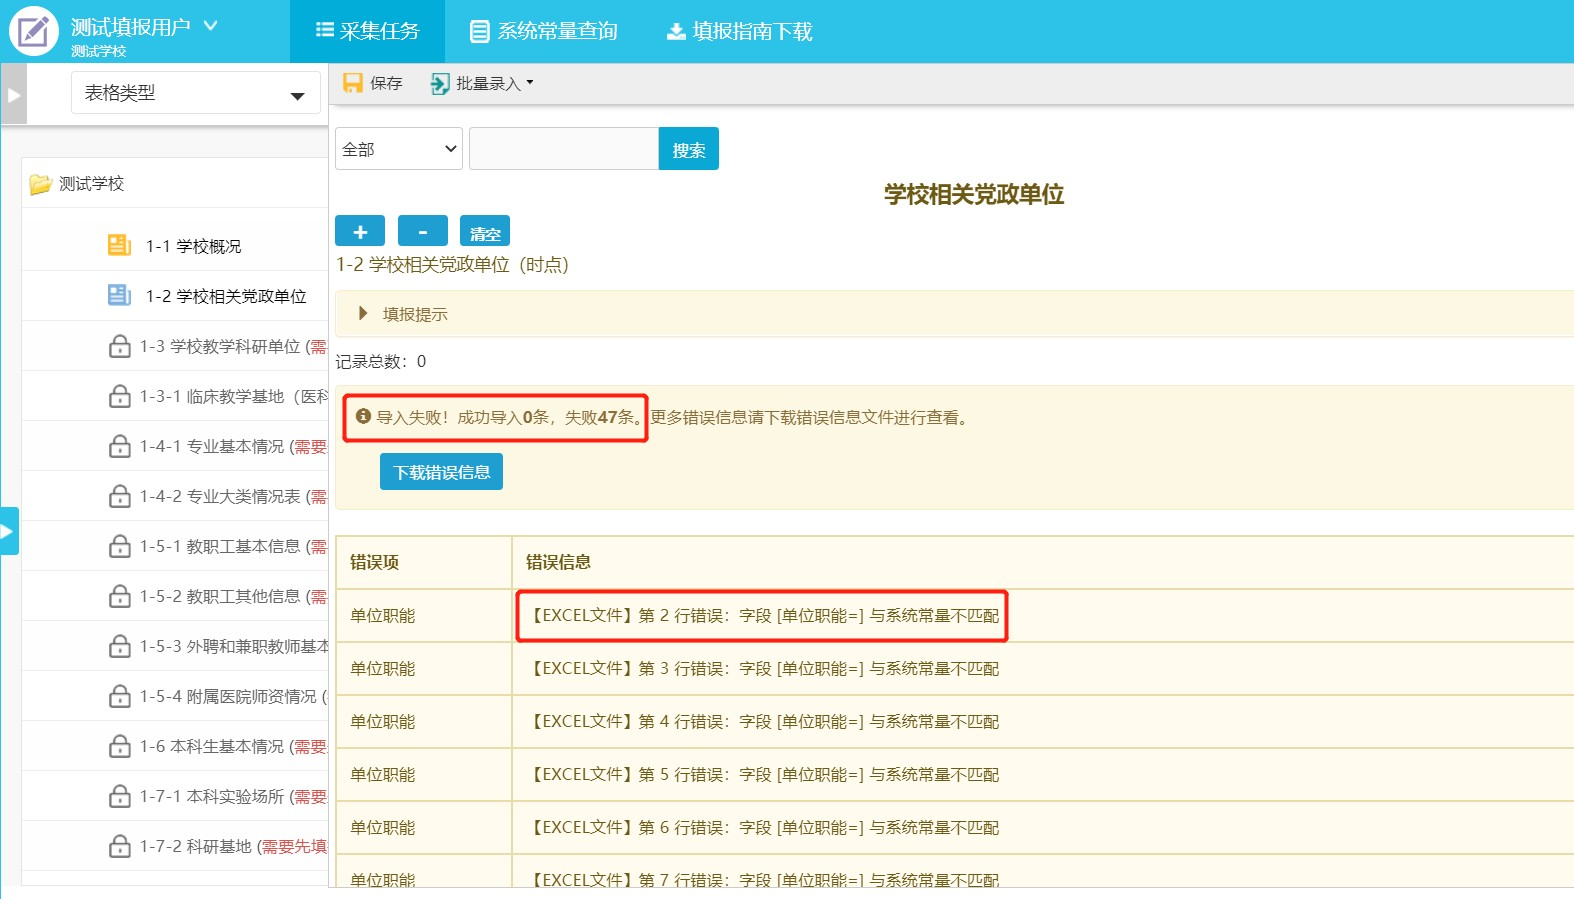 测试填报用户
测试学校
采集任务
系统常量查询
填报指南下载
表格类型
保存
批量录入
全部
搜索
测试学校
学校相关党政单位
+
-
清空
1-1 学校概况
1-2 学校相关党政单位（时点）
1-2 学校相关党政单位
填报提示
1-3 学校教学科研单位 (需
记录总数：0
1-3-1 临床教学基地（医科
导入失败！成功导入0条，失败47条。更多错误信息请下载错误信息文件进行查看。
1-4-1 专业基本情况 (需要
下载错误信息
1-4-2 专业大类情况表 (需
1-5-1 教职工基本信息 (需
错误项
错误信息
1-5-2 教职工其他信息 (需
单位职能
【EXCEL文件】第 2 行错误：字段 [单位职能=] 与系统常量不匹配
1-5-3 外聘和兼职教师基本
单位职能
【EXCEL文件】第 3 行错误：字段 [单位职能=] 与系统常量不匹配
1-5-4 附属医院师资情况 (
单位职能
【EXCEL文件】第 4 行错误：字段 [单位职能=] 与系统常量不匹配
1-6 本科生基本情况 (需要
单位职能
【EXCEL文件】第 5 行错误：字段 [单位职能=] 与系统常量不匹配
1-7-1 本科实验场所 (需要
单位职能
【EXCEL文件】第 6 行错误：字段 [单位职能=] 与系统常量不匹配
1-7-2 科研基地 (需要先填
单位职能
【EXCEL文件】第 7 行错误：字段 [单位职能=] 与系统常量不匹配